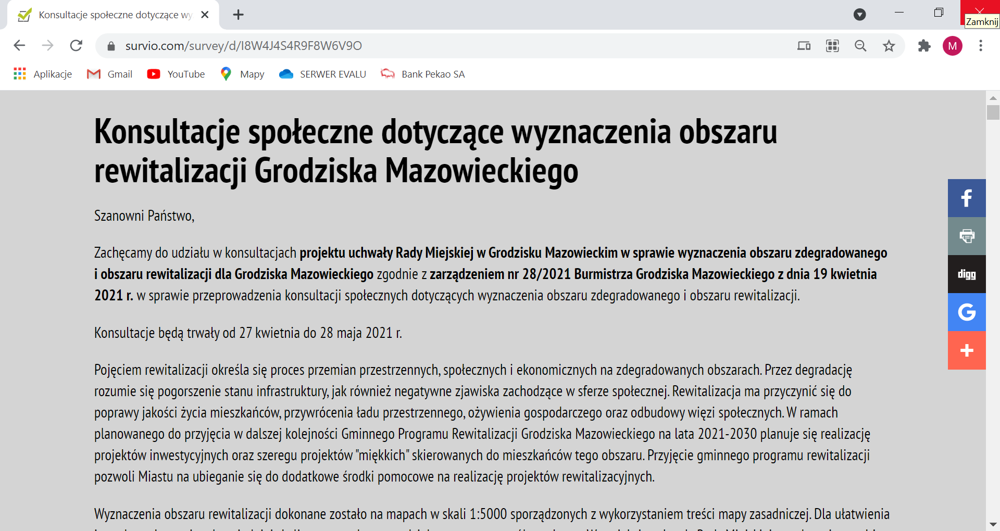 Konsultacje społeczne dotyczące wy
Zamknij
survio.com/survey/d/I8W4J4S4R9F8W6V9O
M
Aplikacje
Gmail
YouTube
Mapy
SERWER EVALU
Bank Pekao SA
Konsultacje społeczne dotyczące wyznaczenia obszaru
rewitalizacji Grodziska Mazowieckiego
Szanowni Państwo,
Zachęcamy do udziału w konsultacjach projektu uchwały Rady Miejskiej w Grodzisku Mazowieckim w sprawie wyznaczenia obszaru zdegradowanego
i obszaru rewitalizacji dla Grodziska Mazowieckiego zgodnie z zarządzeniem nr 28/2021 Burmistrza Grodziska Mazowieckiego z dnia 19 kwietnia
2021 r. w sprawie przeprowadzenia konsultacji społecznych dotyczących wyznaczenia obszaru zdegradowanego i obszaru rewitalizacji.
Konsultacje będą trwały od 27 kwietnia do 28 maja 2021 r.
Pojęciem rewitalizacji określa się proces przemian przestrzennych, społecznych i ekonomicznych na zdegradowanych obszarach. Przez degradację
rozumie się pogorszenie stanu infrastruktury, jak również negatywne zjawiska zachodzące w sferze społecznej. Rewitalizacja ma przyczynić się do
poprawy jakości życia mieszkańców, przywrócenia ładu przestrzennego, ożywienia gospodarczego oraz odbudowy więzi społecznych. W ramach
planowanego do przyjęcia w dalszej kolejności Gminnego Programu Rewitalizacji Grodziska Mazowieckiego na lata 2021-2030 planuje się realizację
projektów inwestycyjnych oraz szeregu projektów "miękkich" skierowanych do mieszkańców tego obszaru. Przyjęcie gminnego programu rewitalizacji
pozwoli Miastu na ubieganie się do dodatkowe środki pomocowe na realizację projektów rewitalizacyjnych.
Wyznaczenia obszaru rewitalizacji dokonane zostało na mapach w skali 1:5000 sporządzonych z wykorzystaniem treści mapy zasadniczej. Dla ułatwienia
digg